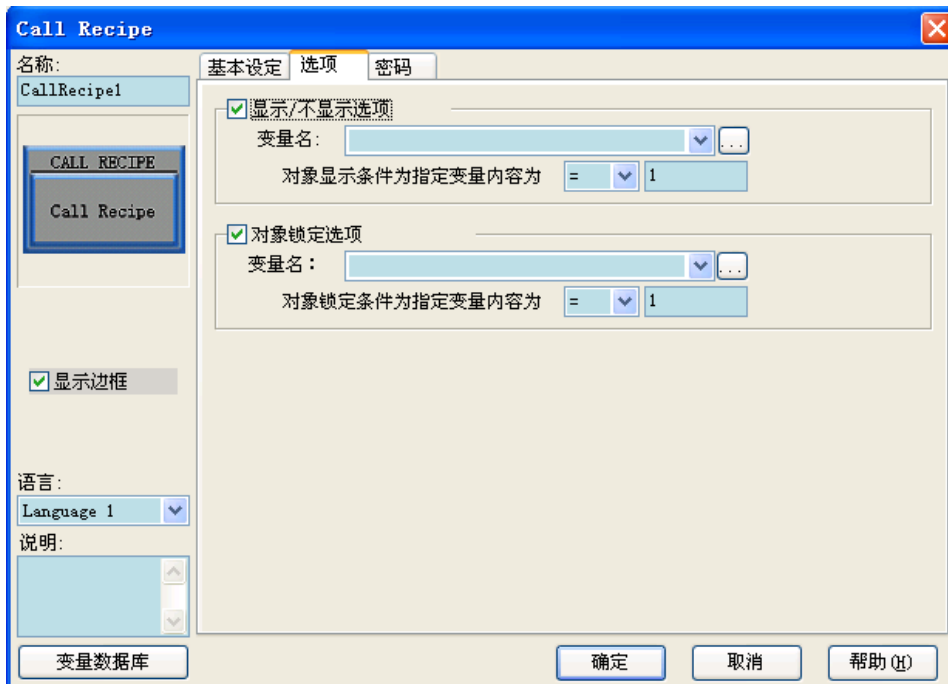 Call Recipe
名称:
CallRecipe1
CALL RECIPE
Call Recipe
显示边框
语言:
Language 1
说明:
变量数据库
基本设定 选项 密码
显示/不显示选项
变量名:
...
对象显示条件为指定变量内容为 = 1
对象锁定选项
变量名：
...
对象锁定条件为指定变量内容为 = 1
确定 取消 帮助(H)